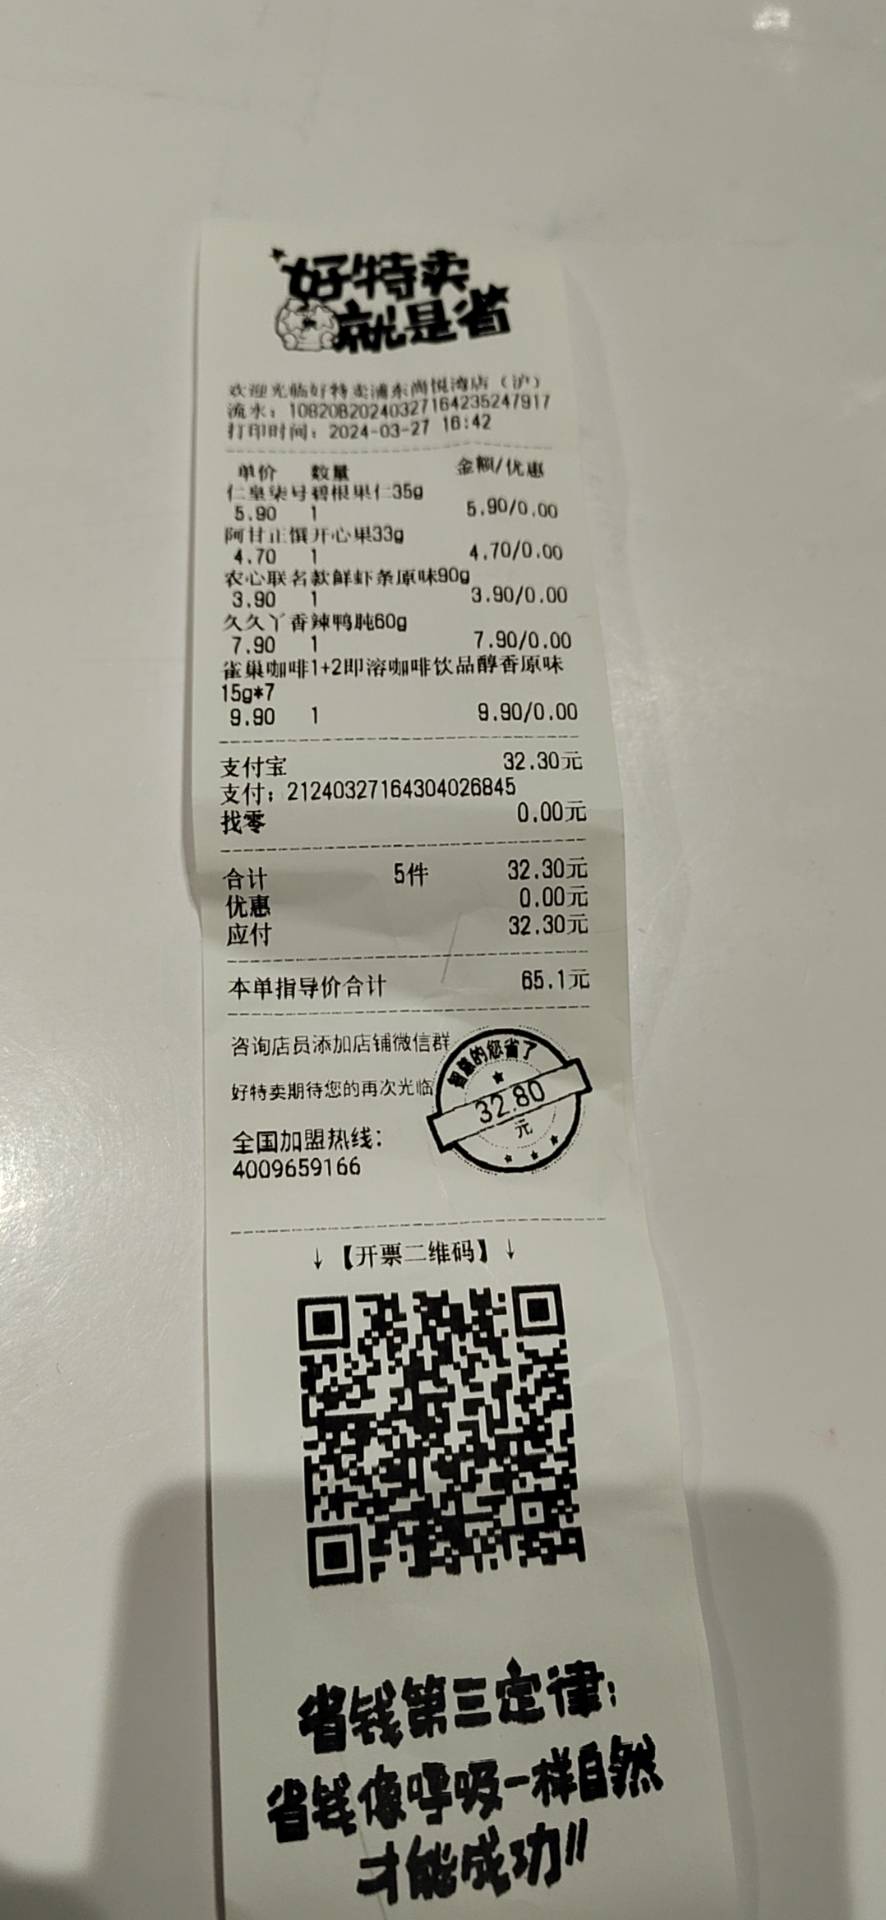 好特卖
就是省
欢迎光临好特卖浦东尚悦湾店（沪）
流水：108208202403271642352479​17
打印时间：2024-03-27 16:42
单价 数量 金额/优惠
仁皇柒号碧根果仁35g
5.90 1 5.90/0.00
阿甘正馔开心果33g
4.70 1 4.70/0.00
农心联名款鲜虾条原味90g
3.90 1 3.90/0.00
久久丫香辣鸭肫60g
7.90 1 7.90/0.00
雀巢咖啡1+2即溶咖啡饮品醇香原味
15g*7
9.90 1 9.90/0.00
支付宝 32.30元
支付：21240327164304026845
找零 0.00元
合计 5件 32.30元
优惠 0.00元
应付 32.30元
本单指导价合计 65.1元
咨询店员添加店铺微信群
好特卖期待您的再次光临
智慧的您省了
32.80
元
全国加盟热线：
4009659166
↓【开票二维码】↓
省钱第三定律：
省钱像呼吸一样自然
才能成功!!